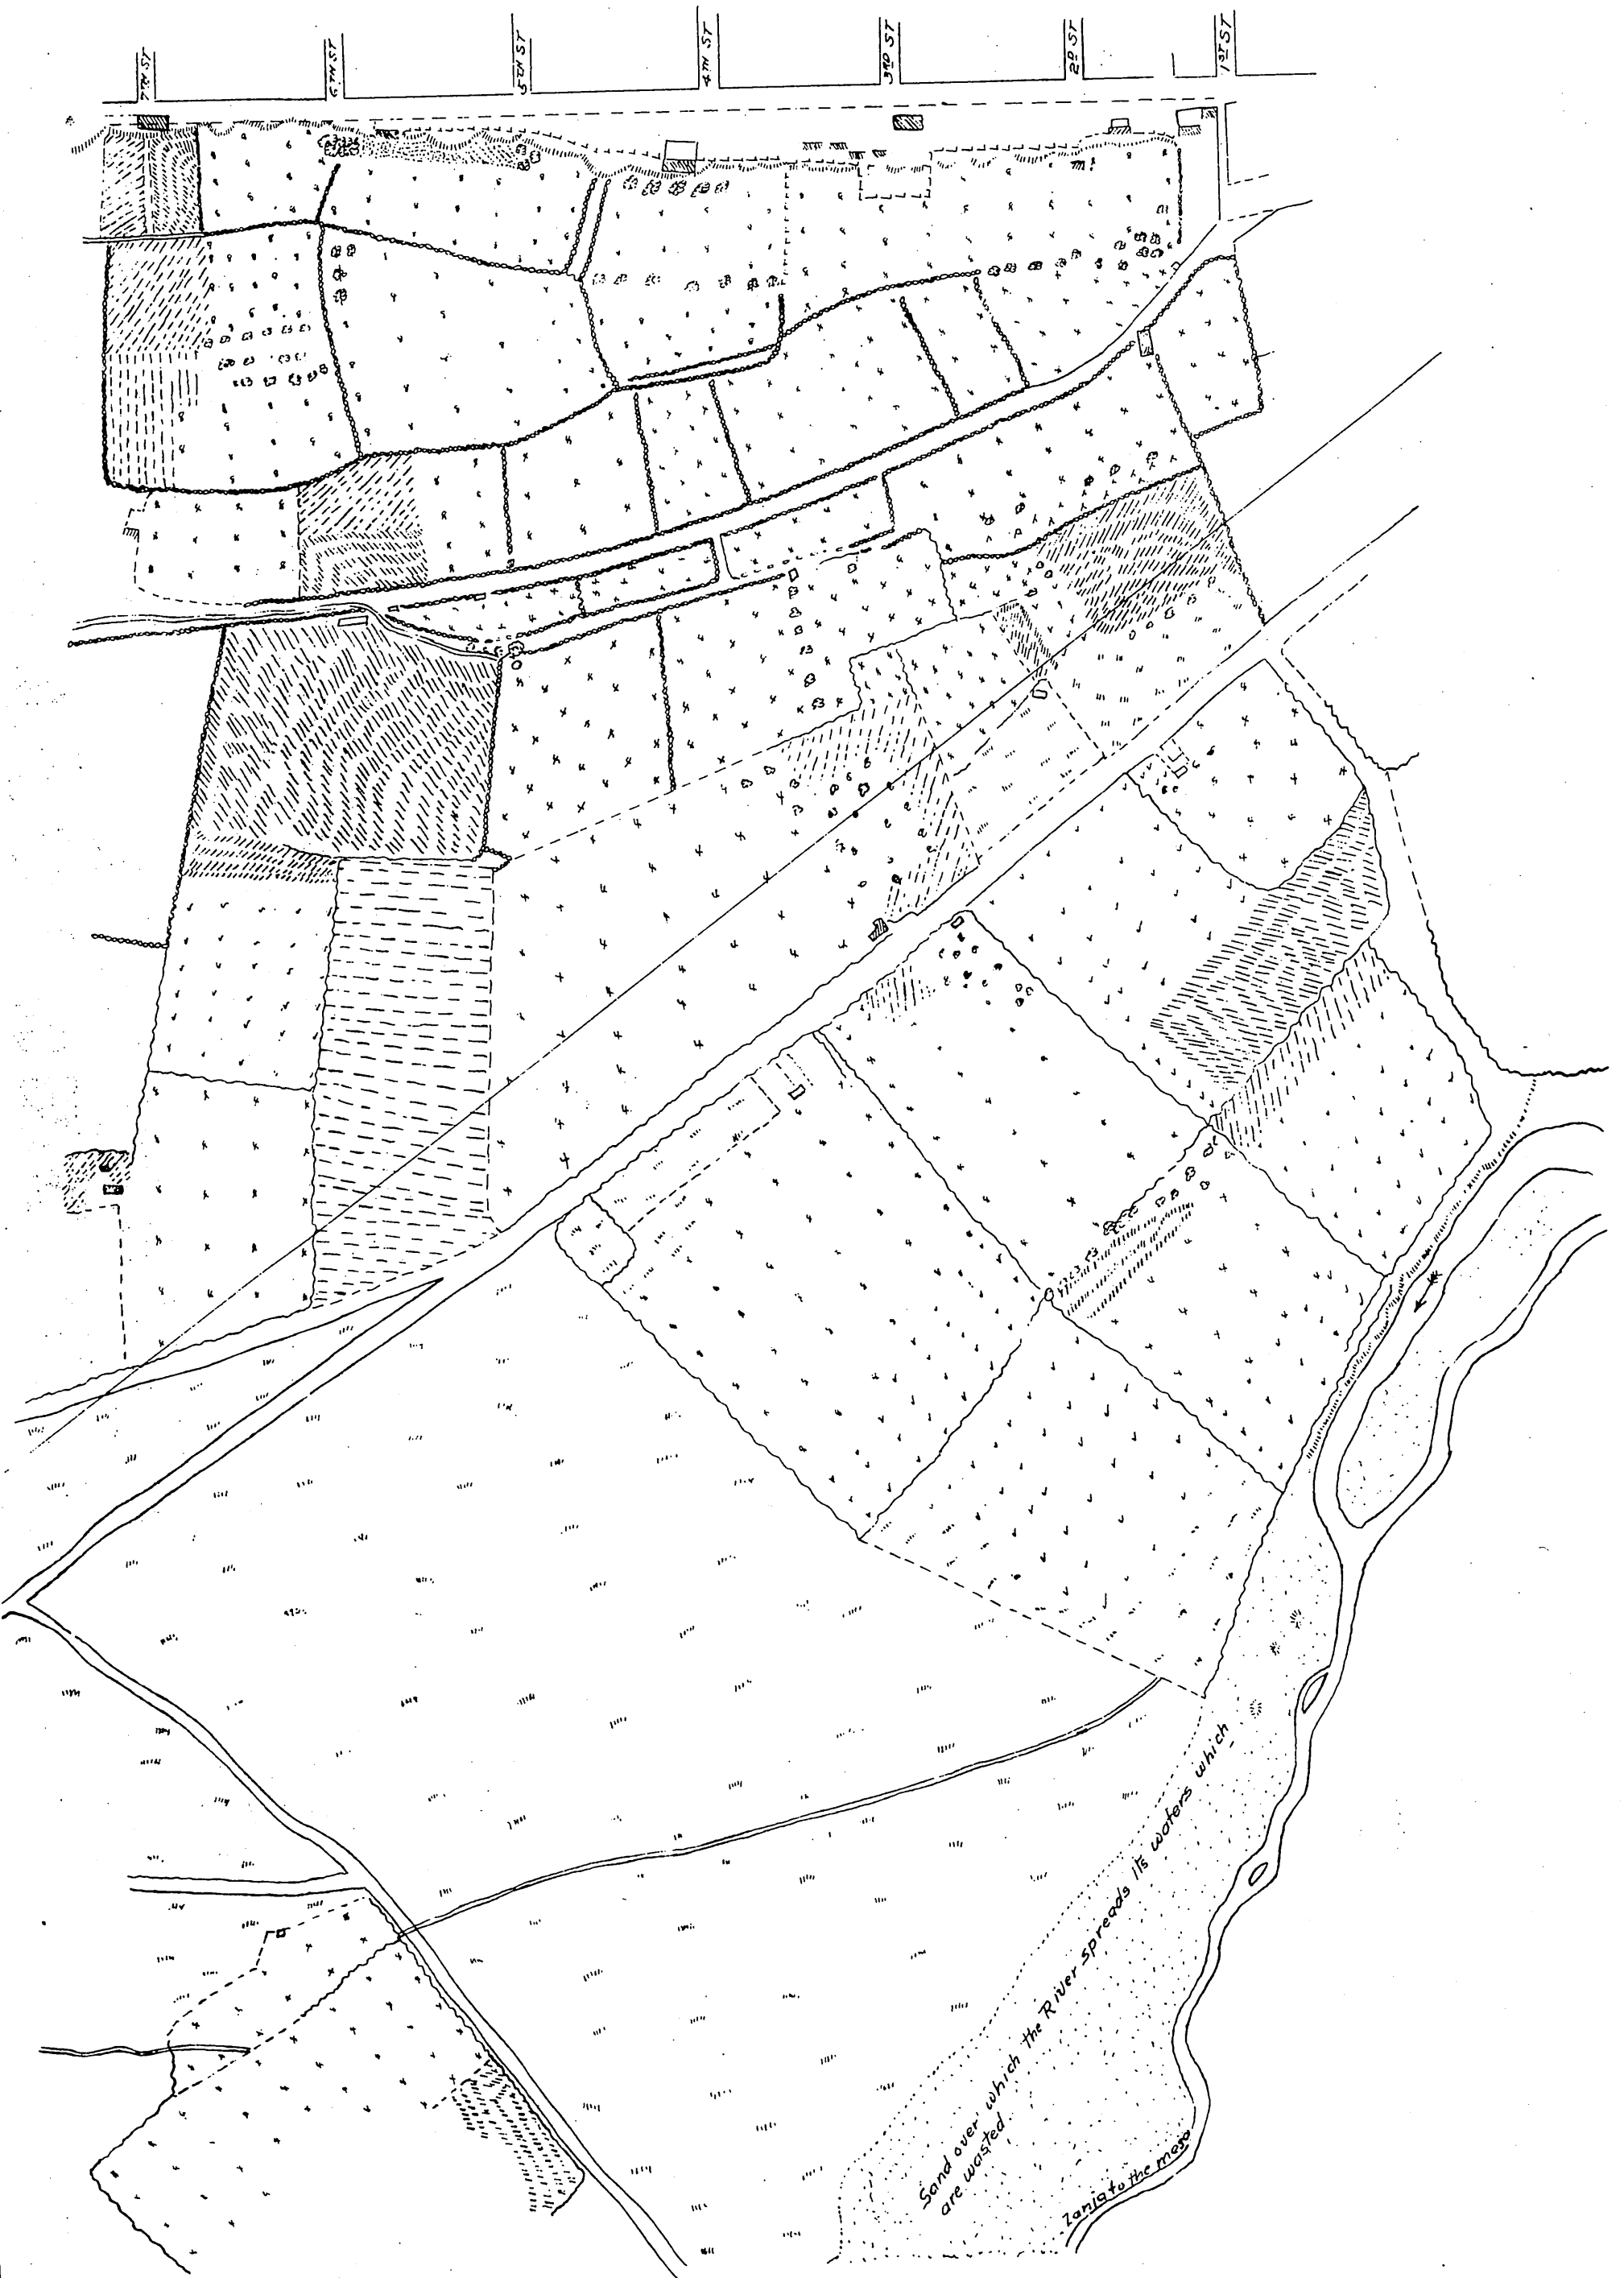 7TH ST
6TH ST
5TH ST
4TH ST
3RD ST
2D ST
1ST ST
Sand over which the River spreads its waters which
are wasted.
Zanja to the mesa